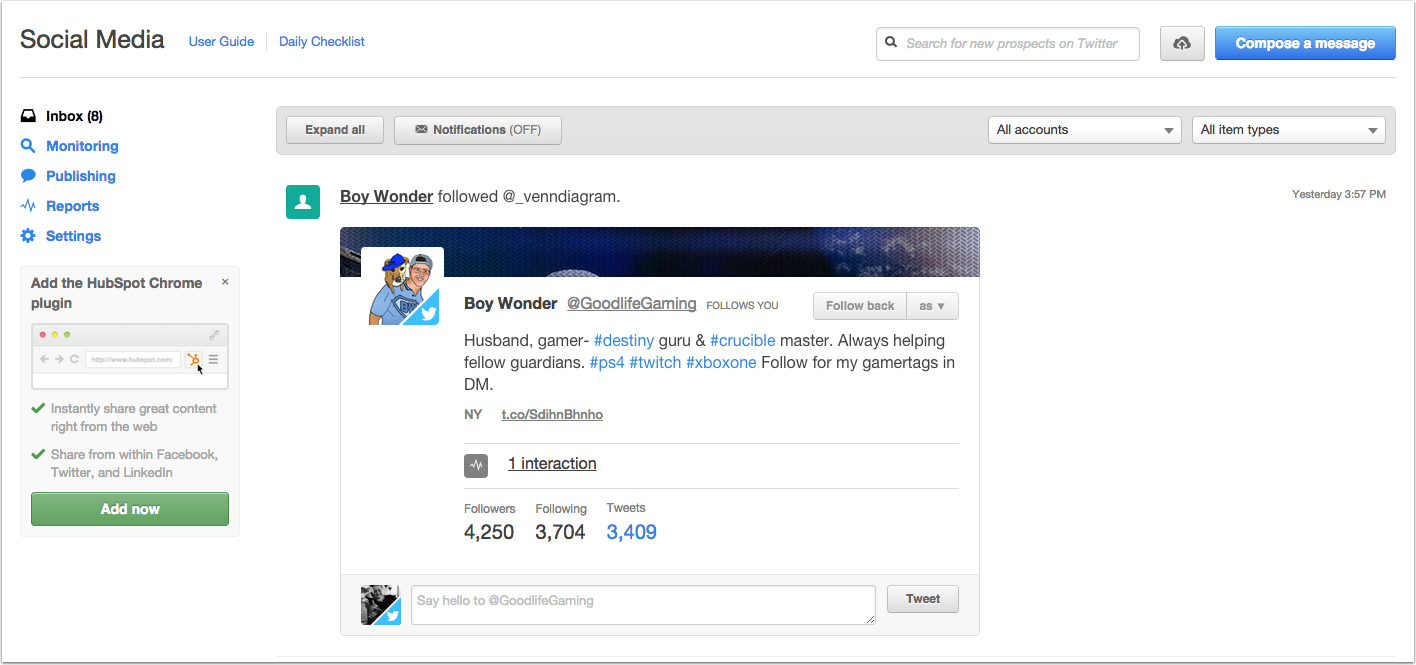 Social Media
User Guide
Daily Checklist
Search for new prospects on Twitter
Compose a message
Inbox (8)
Monitoring
Publishing
Reports
Settings
Add the HubSpot Chrome
plugin
×
http://www.hubspot.com/
Instantly share great content
right from the web
Share from within Facebook,
Twitter, and LinkedIn
Add now
Expand all
Notifications (OFF)
All accounts
All item types
Boy Wonder followed @_venndiagram.
Yesterday 3:57 PM
Boy Wonder @GoodlifeGaming FOLLOWS YOU
Follow back
as ▾
Husband, gamer- #destiny guru & #crucible master. Always helping
fellow guardians. #ps4 #twitch #xboxone Follow for my gamertags in
DM.
NY t.co/SdihnBhnho
1 interaction
Followers Following Tweets
4,250 3,704 3,409
Say hello to @GoodlifeGaming
Tweet